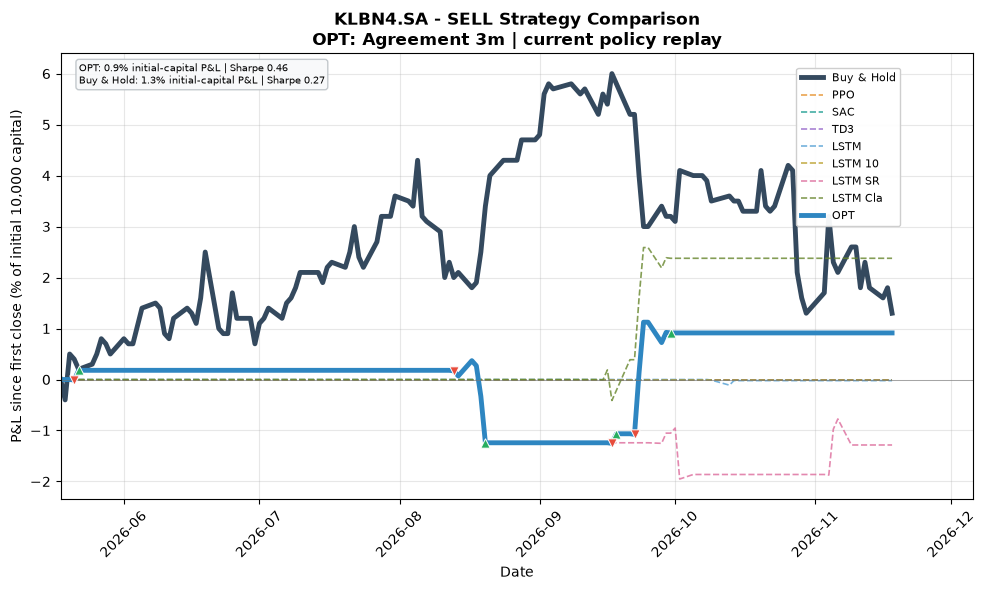 KLBN4.SA - SELL Strategy Comparison
OPT: Agreement 3m | current policy replay
OPT: 0.9% initial-capital P&L | Sharpe 0.46
Buy & Hold: 1.3% initial-capital P&L | Sharpe 0.27
Buy & Hold
PPO
SAC
TD3
LSTM
LSTM 10
LSTM SR
LSTM Cla
OPT
P&L since first close (% of initial 10,000 capital)
6
5
4
3
2
1
0
−1
−2
2026-06
2026-07
2026-08
2026-09
2026-10
2026-11
2026-12
Date